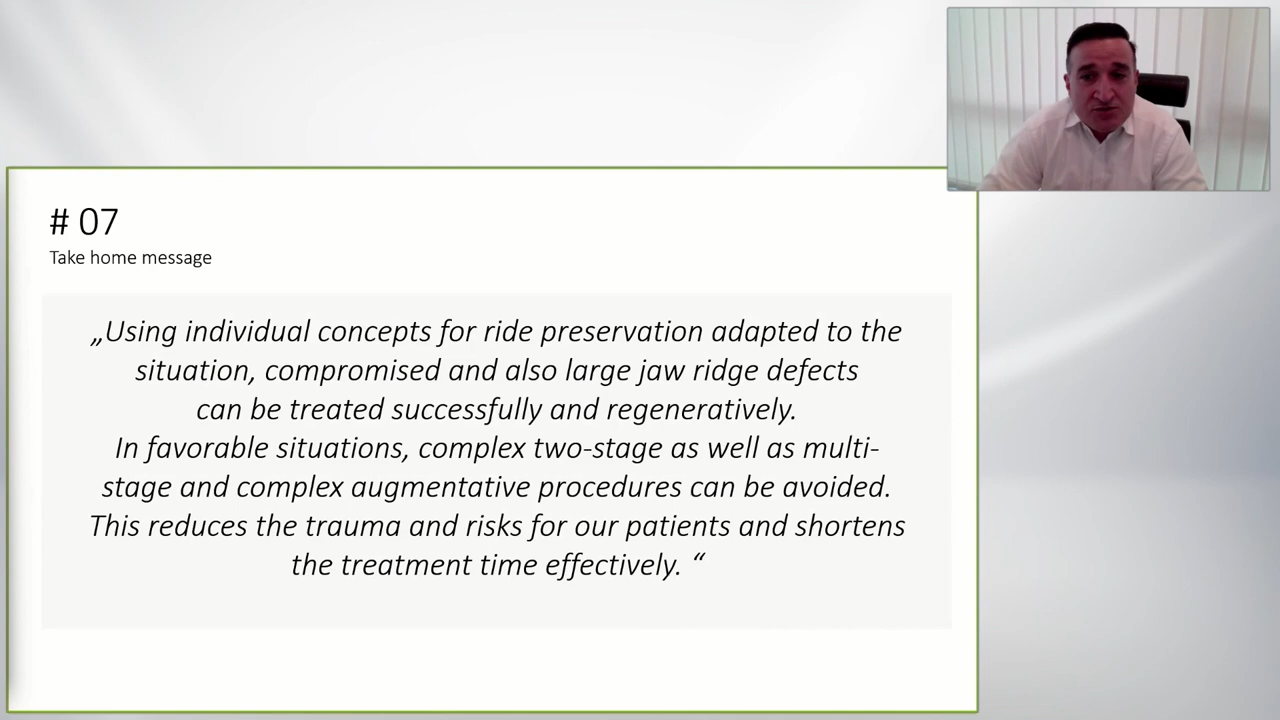 # 07
Take home message
„Using individual concepts for ride preservation adapted to the
situation, compromised and also large jaw ridge defects
can be treated successfully and regeneratively.
In favorable situations, complex two-stage as well as multi-
stage and complex augmentative procedures can be avoided.
This reduces the trauma and risks for our patients and shortens
the treatment time effectively. “